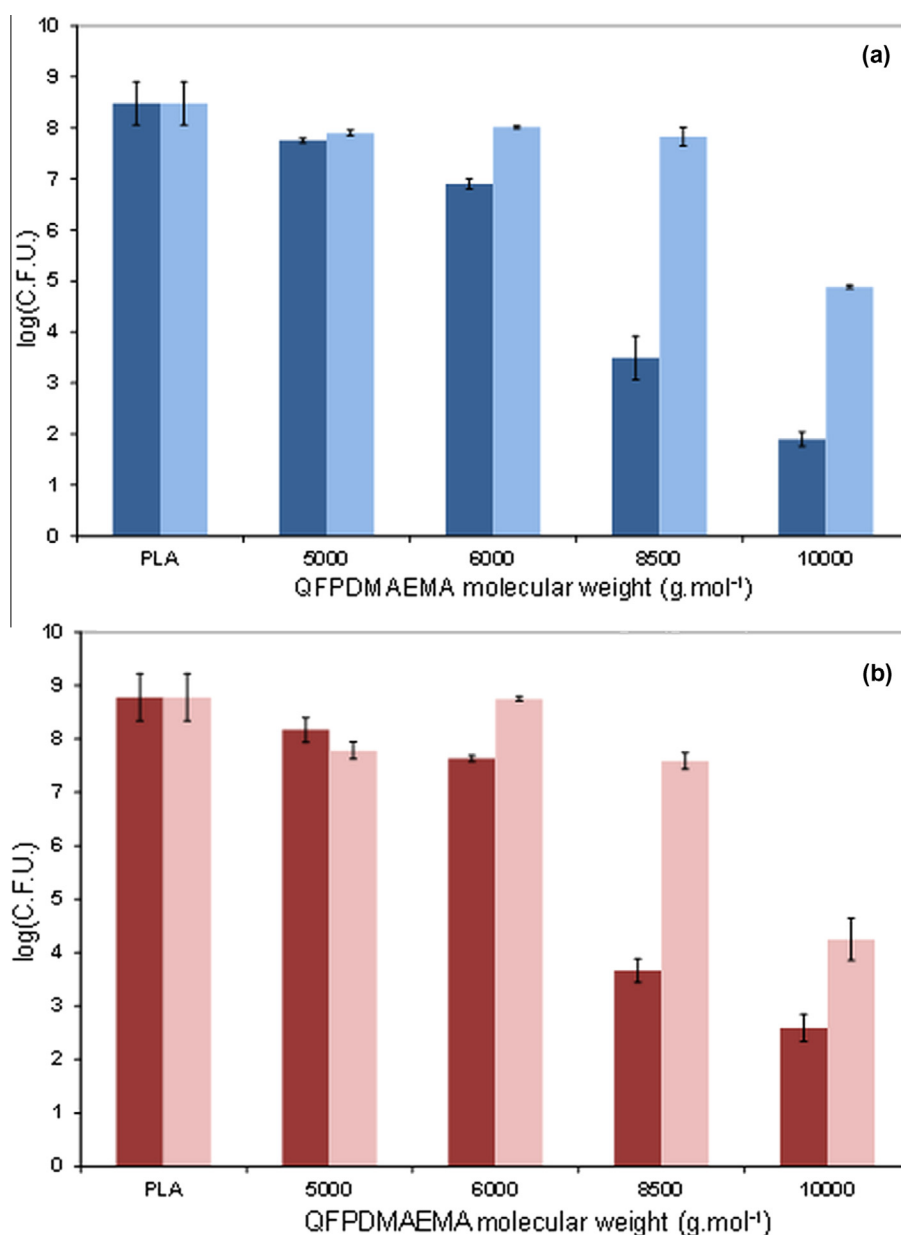 (a)
10
9
8
7
6
5
4
3
2
1
0
log(C.F.U.)
PLA 5000 6000 8500 10000
QFPDMAEMA molecular weight (g.mol⁻¹)
(b)
10
9
8
7
6
5
4
3
2
1
0
log(C.F.U.)
PLA 5000 6000 8500 10000
QFPDMAEMA molecular weight (g.mol⁻¹)